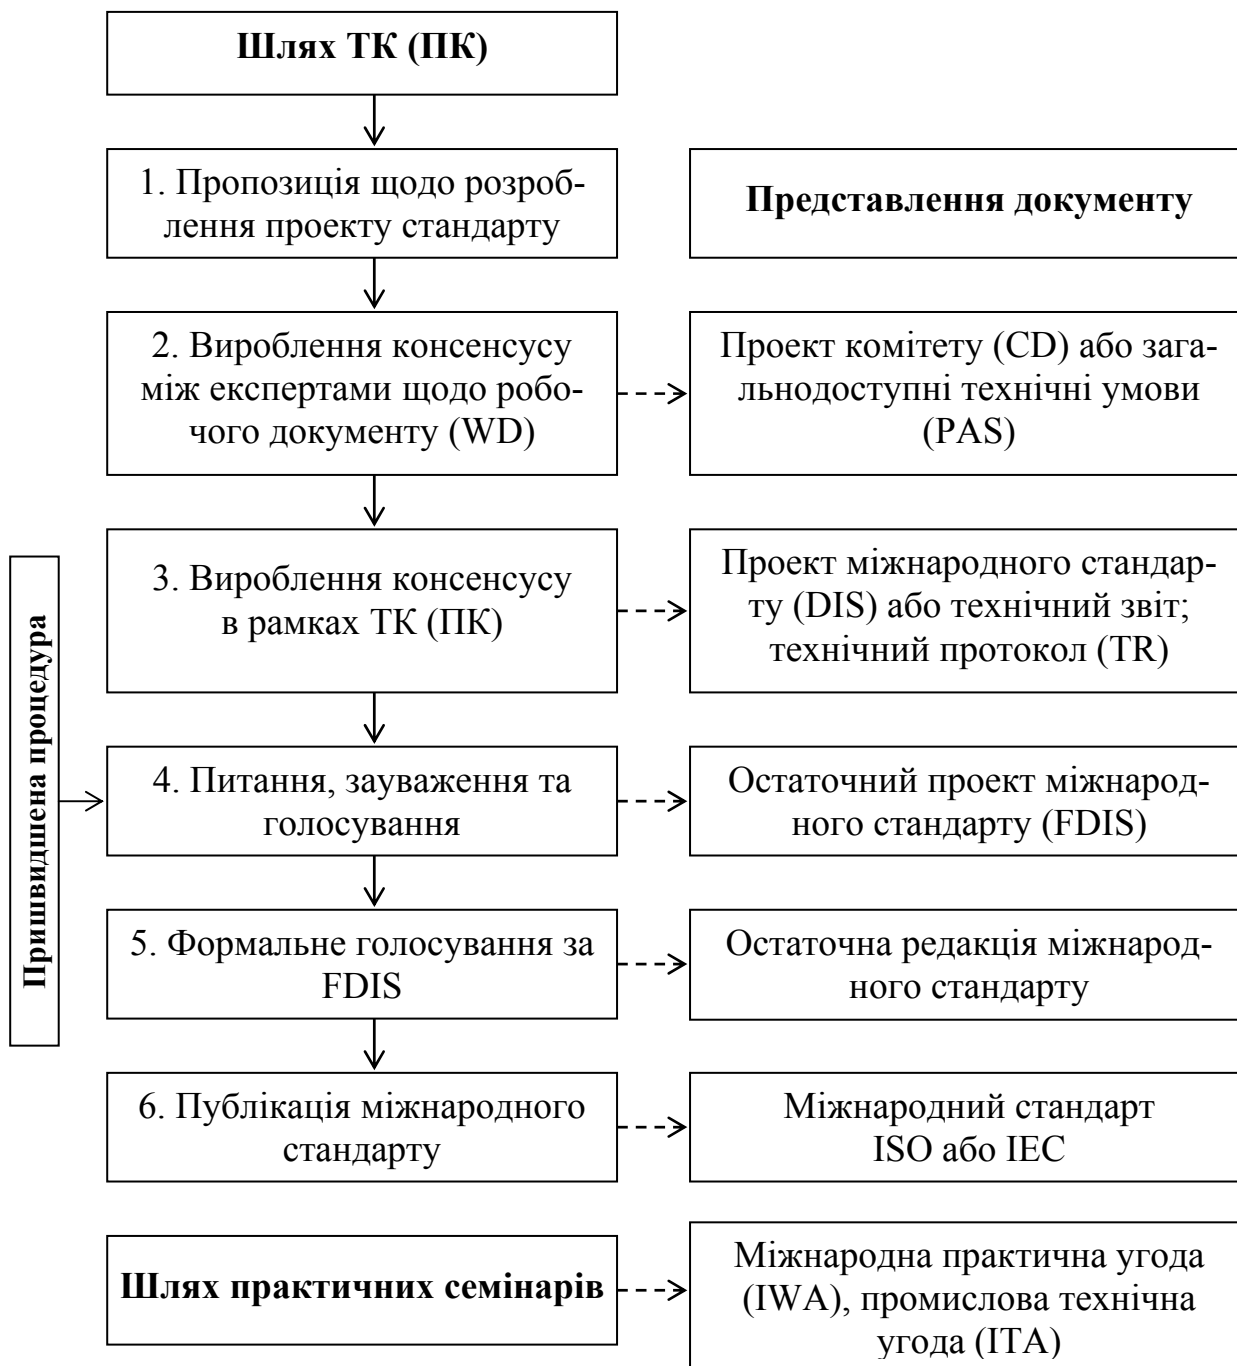 Шлях ТК (ПК)
1. Пропозиція щодо розроб-
лення проекту стандарту
Представлення документу
2. Вироблення консенсусу
між експертами щодо робо-
чого документу (WD)
Проект комітету (CD) або зага-
льнодоступні технічні умови
(PAS)
3. Вироблення консенсусу
в рамках ТК (ПК)
Проект міжнародного стандар-
ту (DIS) або технічний звіт;
технічний протокол (TR)
Пришвидшена процедура
4. Питання, зауваження та
голосування
Остаточний проект міжнарод-
ного стандарту (FDIS)
5. Формальне голосування за
FDIS
Остаточна редакція міжнарод-
ного стандарту
6. Публікація міжнародного
стандарту
Міжнародний стандарт
ISO або IEC
Шлях практичних семінарів
Міжнародна практична угода
(IWA), промислова технічна
угода (ITA)